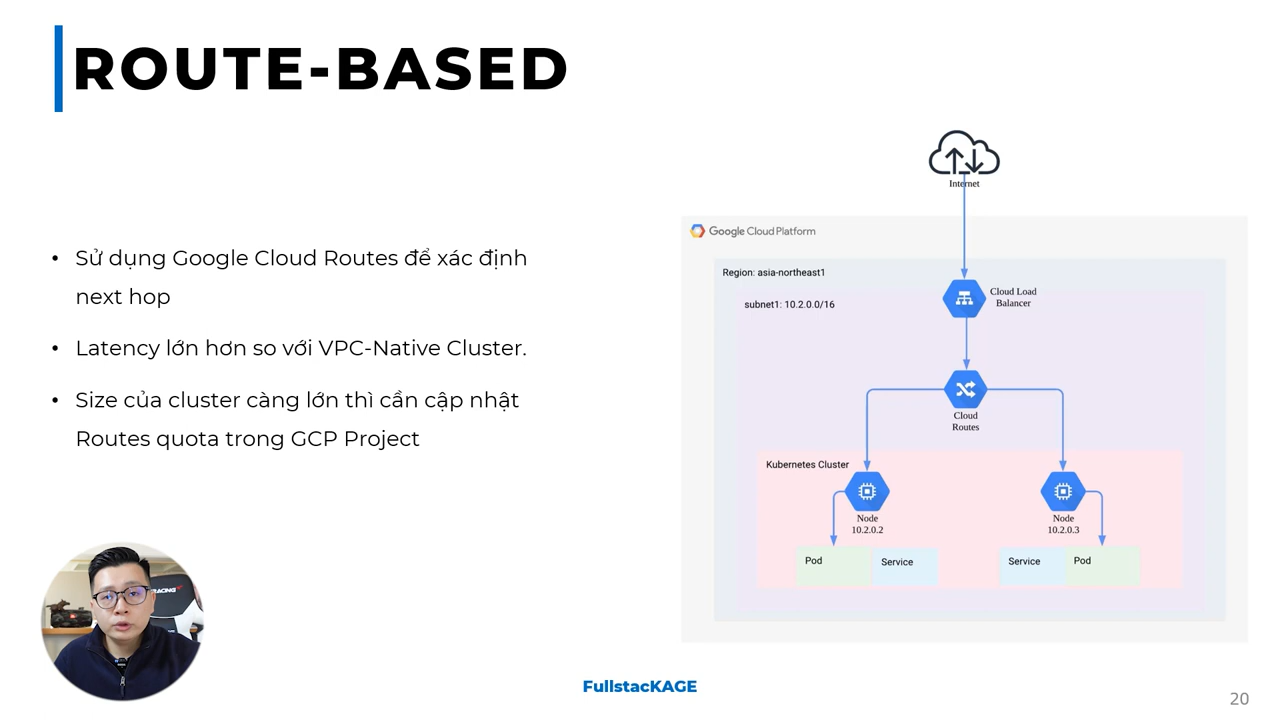 ROUTE-BASED
• Sử dụng Google Cloud Routes để xác định
next hop
• Latency lớn hơn so với VPC-Native Cluster.
• Size của cluster càng lớn thì cần cập nhật
Routes quota trong GCP Project
Internet
Google Cloud Platform
Region: asia-northeast1
subnet1: 10.2.0.0/16
Cloud Load
Balancer
Cloud
Routes
Kubernetes Cluster
Node
10.2.0.2
Node
10.2.0.3
Pod
Service
Service
Pod
RACING
FullstacKAGE
20